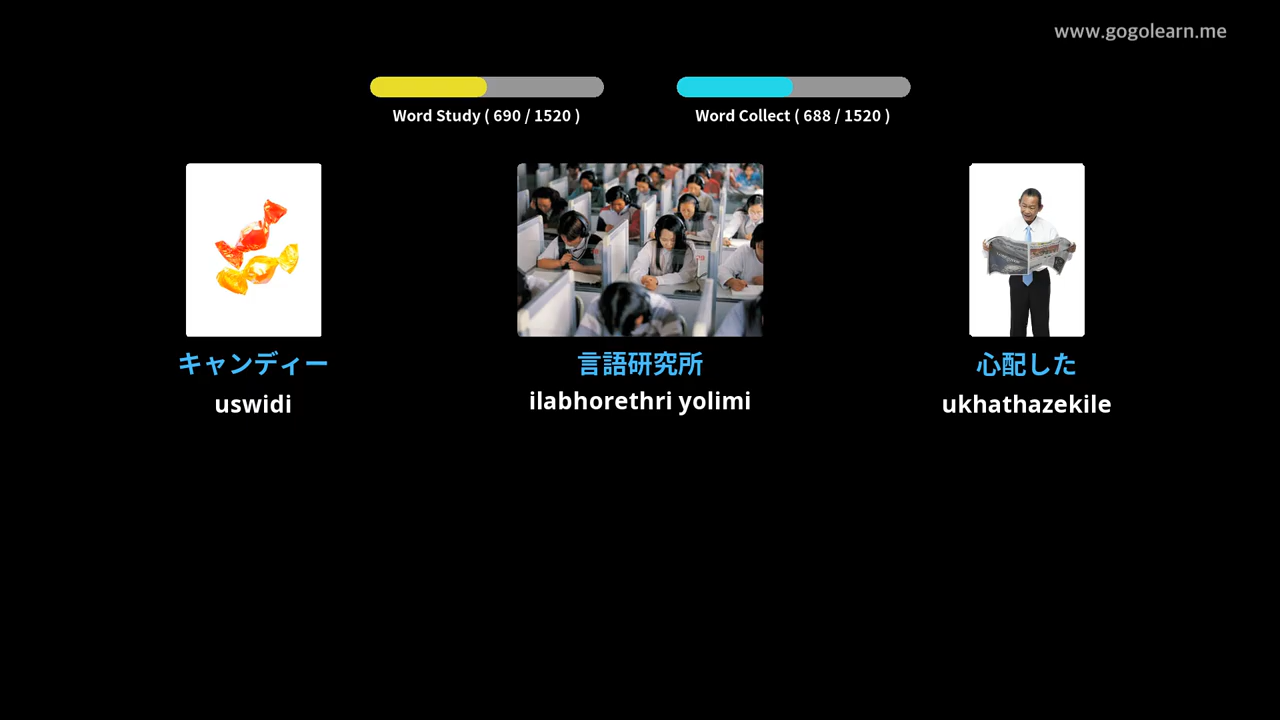 www.gogolearn.me
Word Study ( 690 / 1520 )
Word Collect ( 688 / 1520 )
キャンディー
言語研究所
心配した
uswidi
ilabhorethri yolimi
ukhathazekile